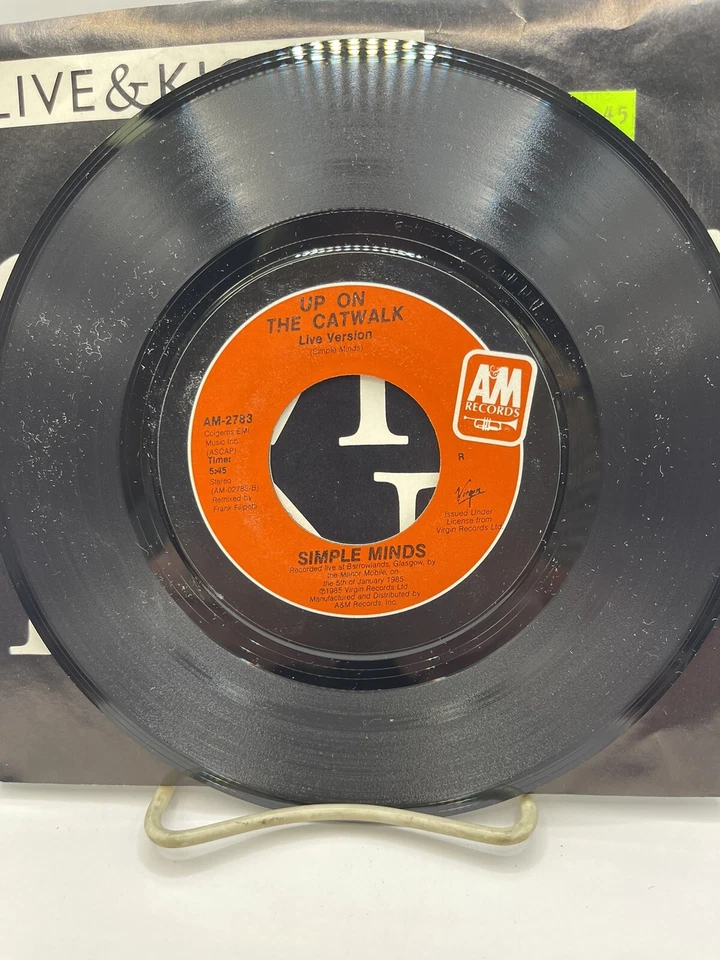 LIVE&KIC
45
UP ON
THE CATWALK
Live Version
(Simple Minds)
A&M
RECORDS
AM-2783
Colgems EMI
Music Inc.
(ASCAP)
Time:
5:45
Stereo
(AM-02783/B)
Remixed by
Frank Filipetti
R
Virgin
Issued Under
License from
Virgin Records Ltd
SIMPLE MINDS
Recorded live at Barrowlands, Glasgow, by
the Manor Mobile, on
the 5th of January 1985.
℗1985 Virgin Records Ltd.
Manufactured and Distributed by
A&M Records, Inc.